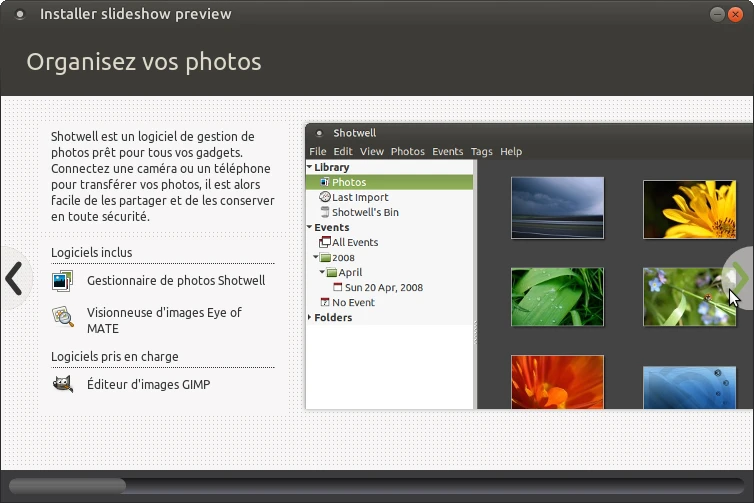 Installer slideshow preview
Organisez vos photos
Shotwell est un logiciel de gestion de
photos prêt pour tous vos gadgets.
Connectez une caméra ou un téléphone
pour transférer vos photos, il est alors
facile de les partager et de les conserver
en toute sécurité.
Logiciels inclus
Gestionnaire de photos Shotwell
Visionneuse d'images Eye of
MATE
Logiciels pris en charge
Éditeur d'images GIMP
Shotwell
File Edit View Photos Events Tags Help
Library
Photos
Last Import
Shotwell's Bin
Events
All Events
2008
April
Sun 20 Apr, 2008
No Event
Folders